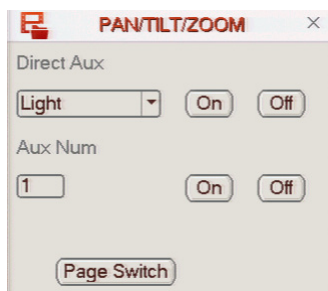 PAN/TILT/ZOOM
Direct Aux
Light On Off
Aux Num
1 On Off
Page Switch